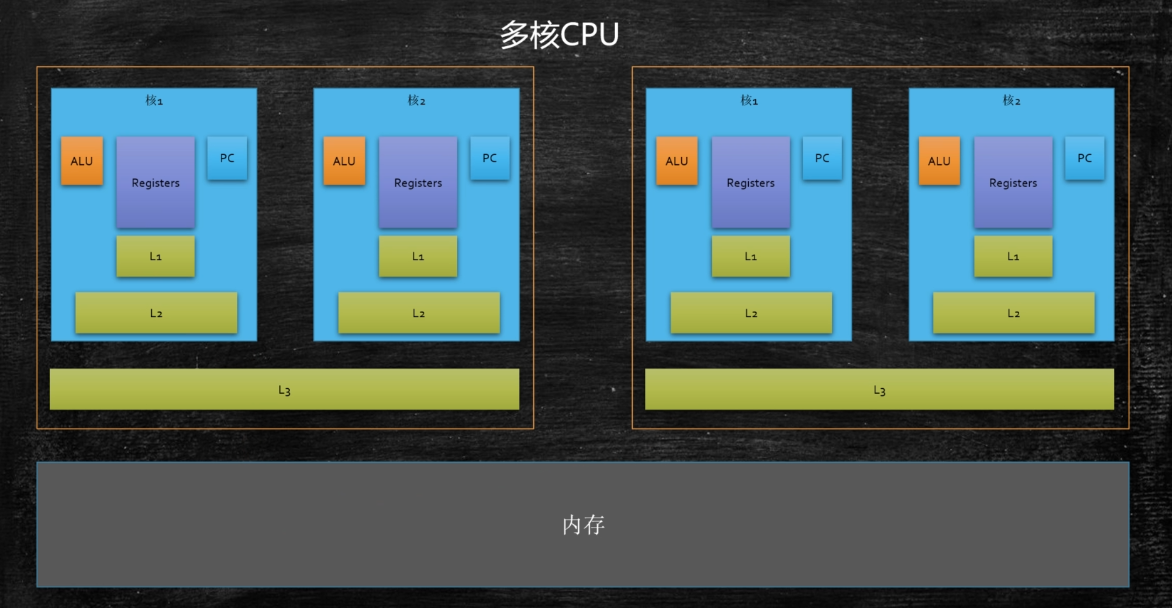 多核CPU
核1
核2
核1
核2
ALU
Registers
PC
ALU
Registers
PC
ALU
Registers
PC
ALU
Registers
PC
L1
L1
L1
L1
L2
L2
L2
L2
L3
L3
内存